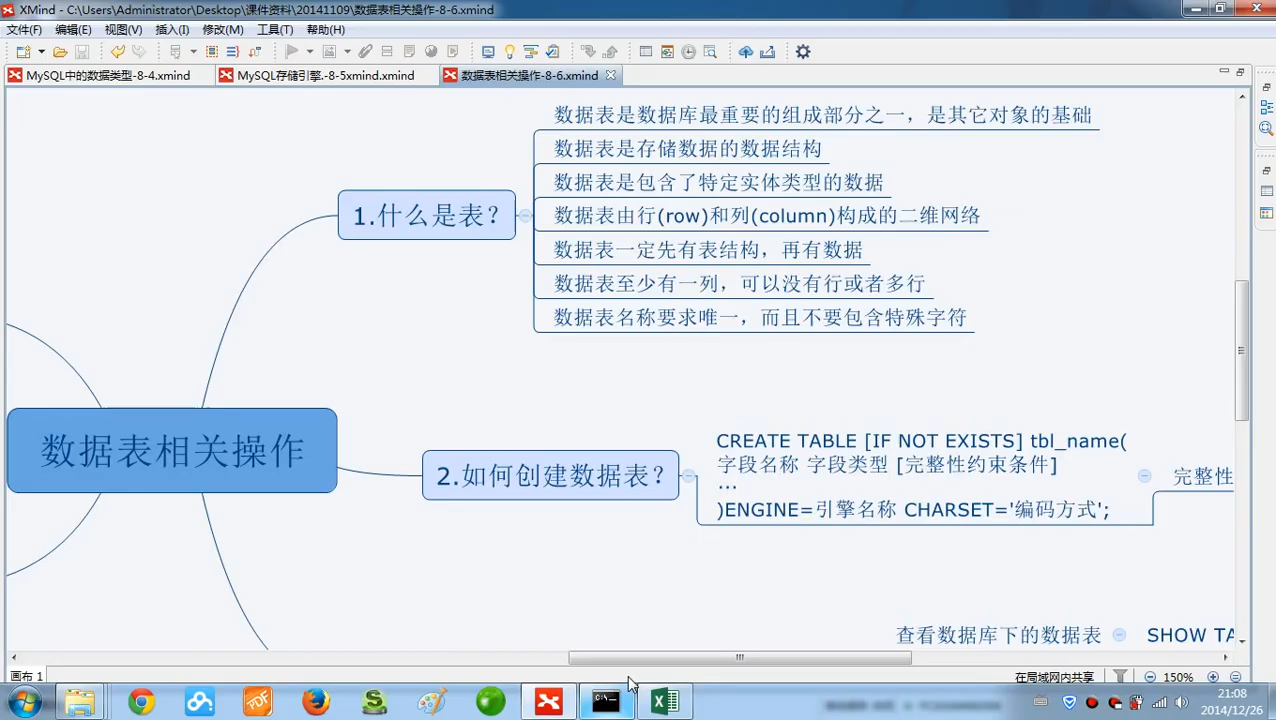 XMind - C:\Users\Administrator\Desktop\课件资料\20141109\数据表相关操作-8-6.xmind
文件(F) 编辑(E) 视图(V) 插入(I) 修改(M) 工具(T) 帮助(H)
MySQL中的数据类型-8-4.xmind MySQL存储引擎.-8-5xmind.xmind 数据表相关操作-8-6.xmind
数据表是数据库最重要的组成部分之一，是其它对象的基础
数据表是存储数据的数据结构
数据表是包含了特定实体类型的数据
1.什么是表？
数据表由行(row)和列(column)构成的二维网络
数据表一定先有表结构，再有数据
数据表至少有一列，可以没有行或者多行
数据表名称要求唯一，而且不要包含特殊字符
数据表相关操作
2.如何创建数据表？
CREATE TABLE [IF NOT EXISTS] tbl_name(
字段名称 字段类型 [完整性约束条件]
...
)ENGINE=引擎名称 CHARSET='编码方式';
完整性
查看数据库下的数据表 SHOW TA
画布 1
在局域网内共享 150%
21:08
2014/12/26